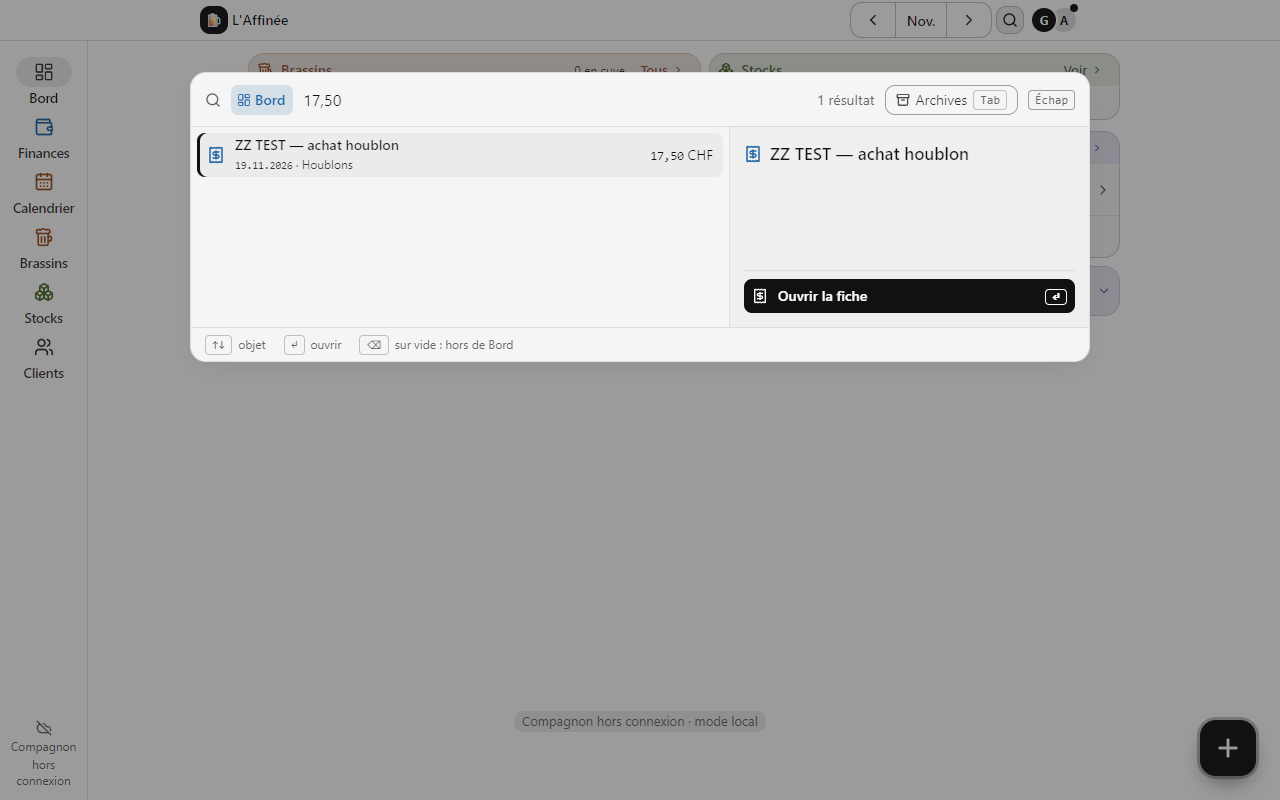 L'Affinée
Nov.
G
A
Bord
Finances
Calendrier
Brassins
Stocks
Clients
Compagnon
hors
connexion
Brassins
0 en cuve
Tous
Stocks
Voir
Bord
17,50
1 résultat
Archives
Tab
Échap
ZZ TEST — achat houblon
19.11.2026 · Houblons
17,50 CHF
ZZ TEST — achat houblon
Ouvrir la fiche
objet
ouvrir
sur vide : hors de Bord
Compagnon hors connexion · mode local